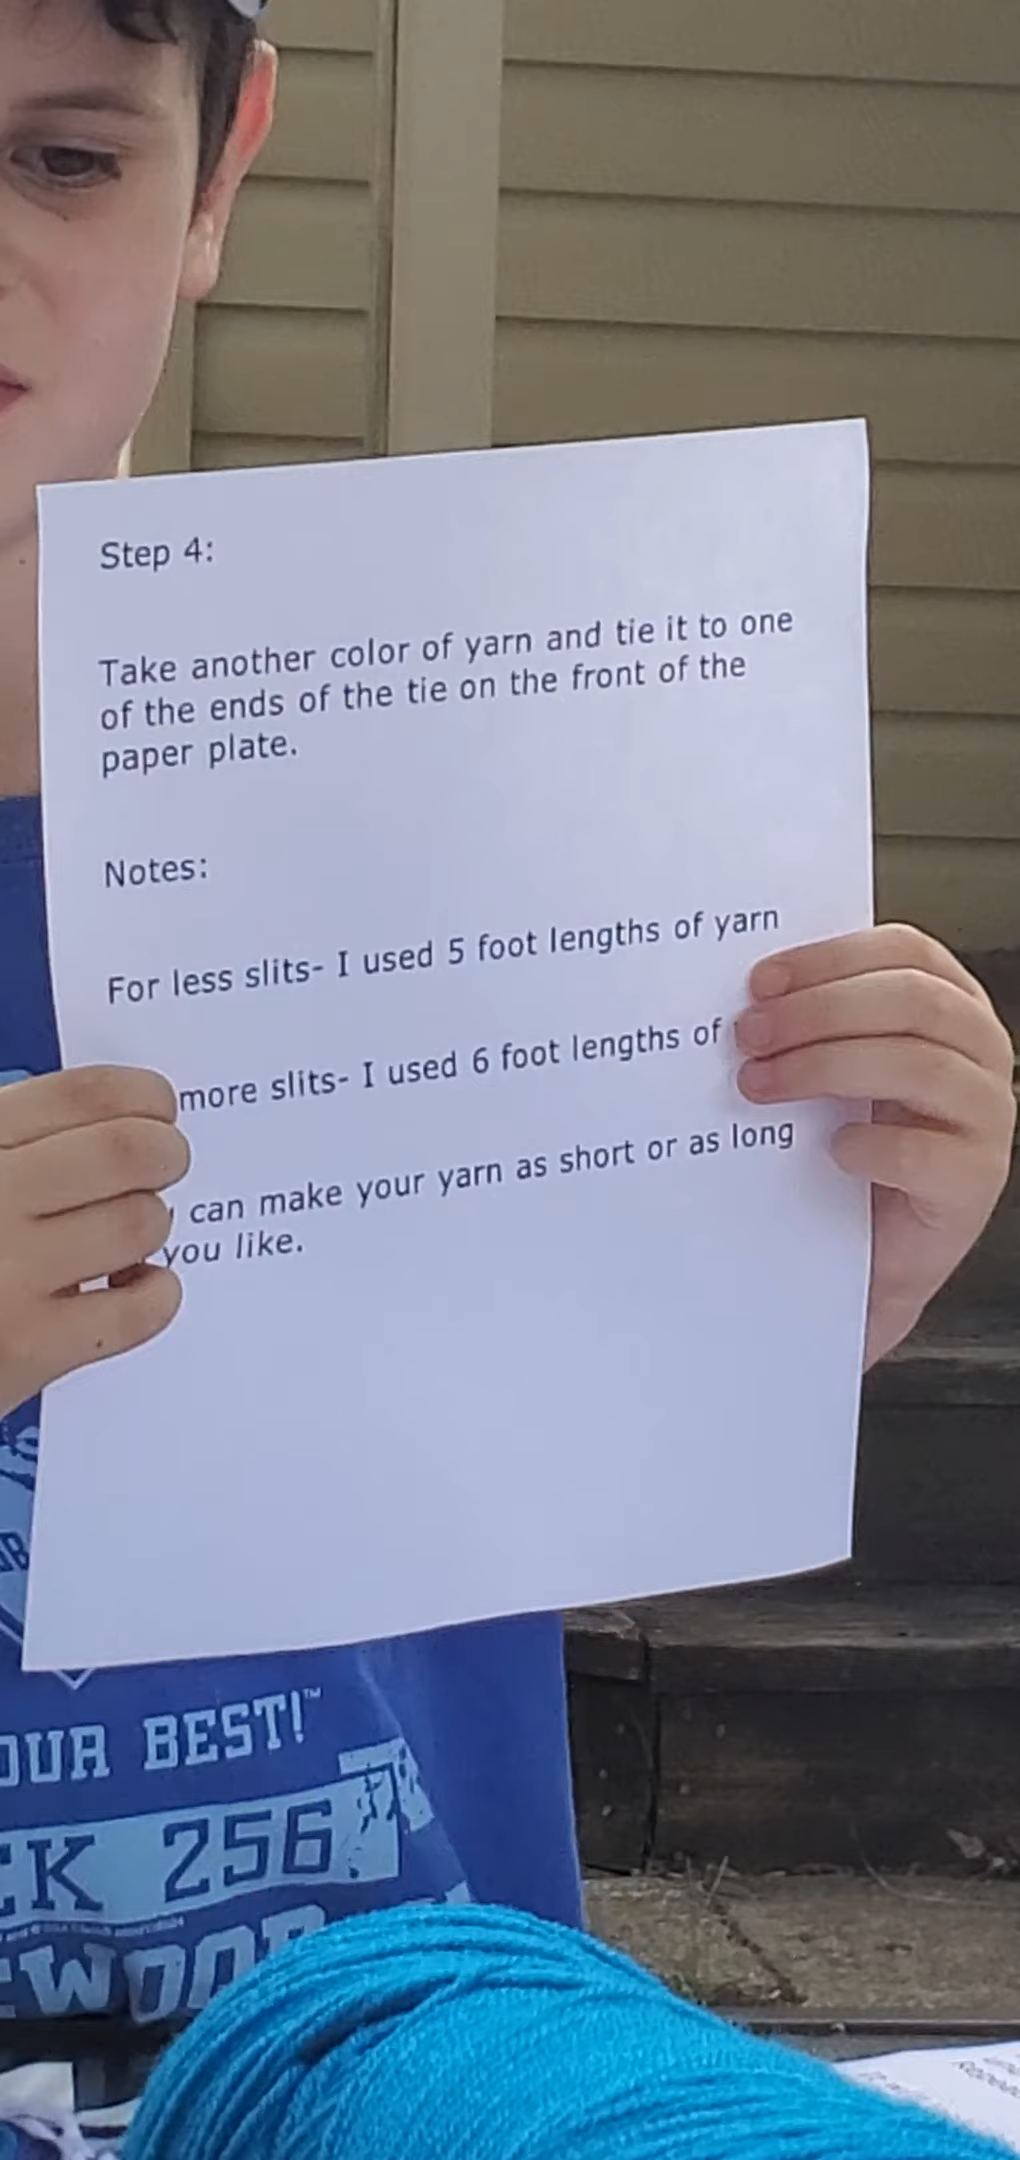 Step 4:
Take another color of yarn and tie it to one
of the ends of the tie on the front of the
paper plate.
Notes:
For less slits- I used 5 foot lengths of yarn
more slits- I used 6 foot lengths of
can make your yarn as short or as long
you like.
BEST!™
256